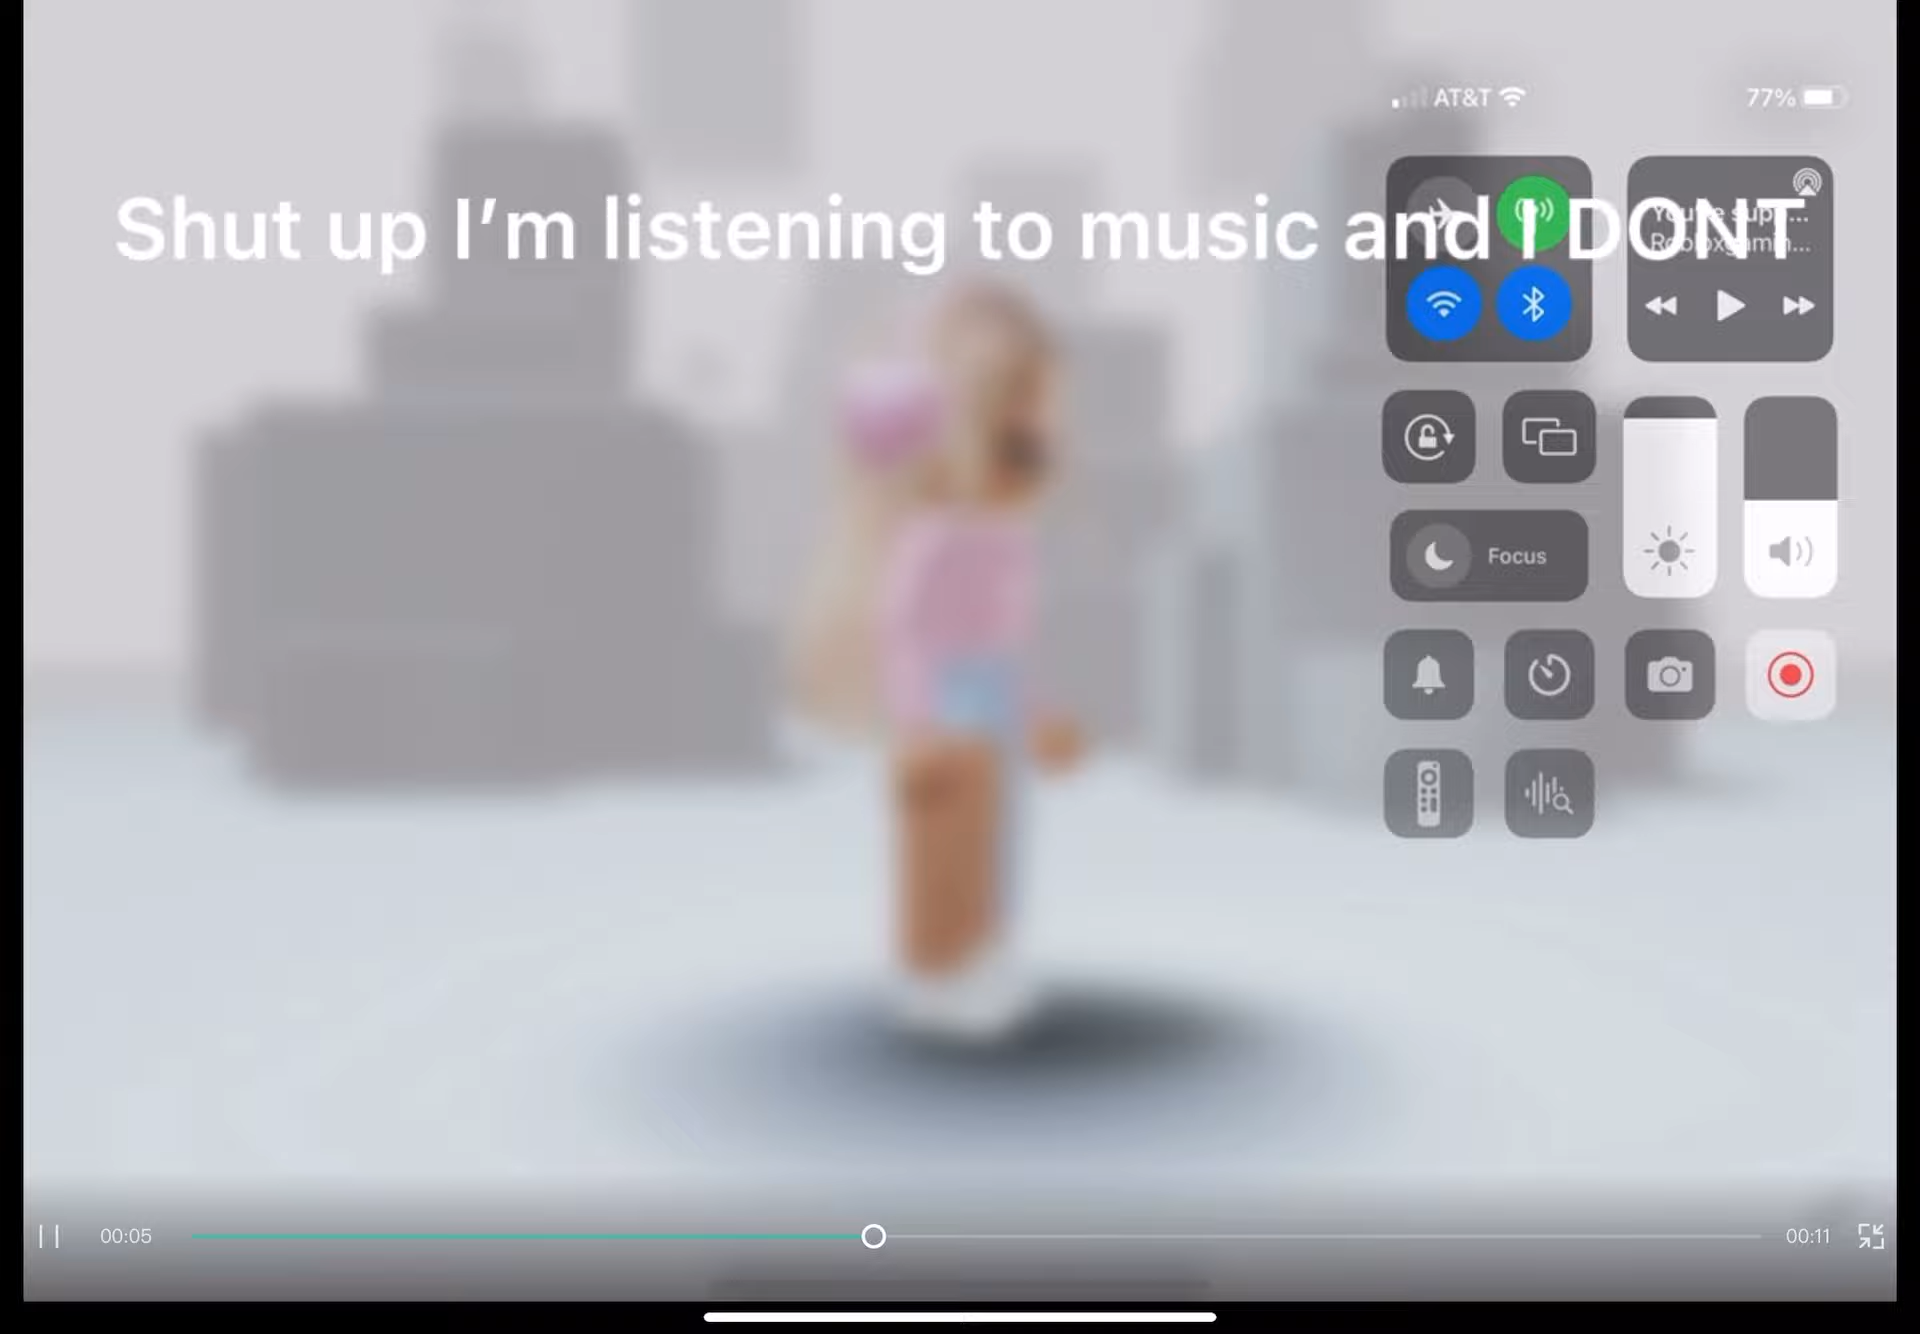 AT&T
77%
Shut up I’m listening to music and I DONT
Focus
00:05
00:11